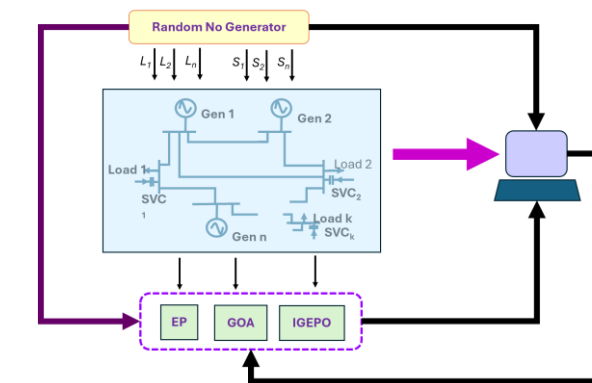 Random No Generator
L1 L2 Ln S1 S2 Sn
Gen 1 Gen 2
Load 1 Load 2
SVC
1
SVC2
Gen n
Load k
SVCk
EP GOA IGEPO